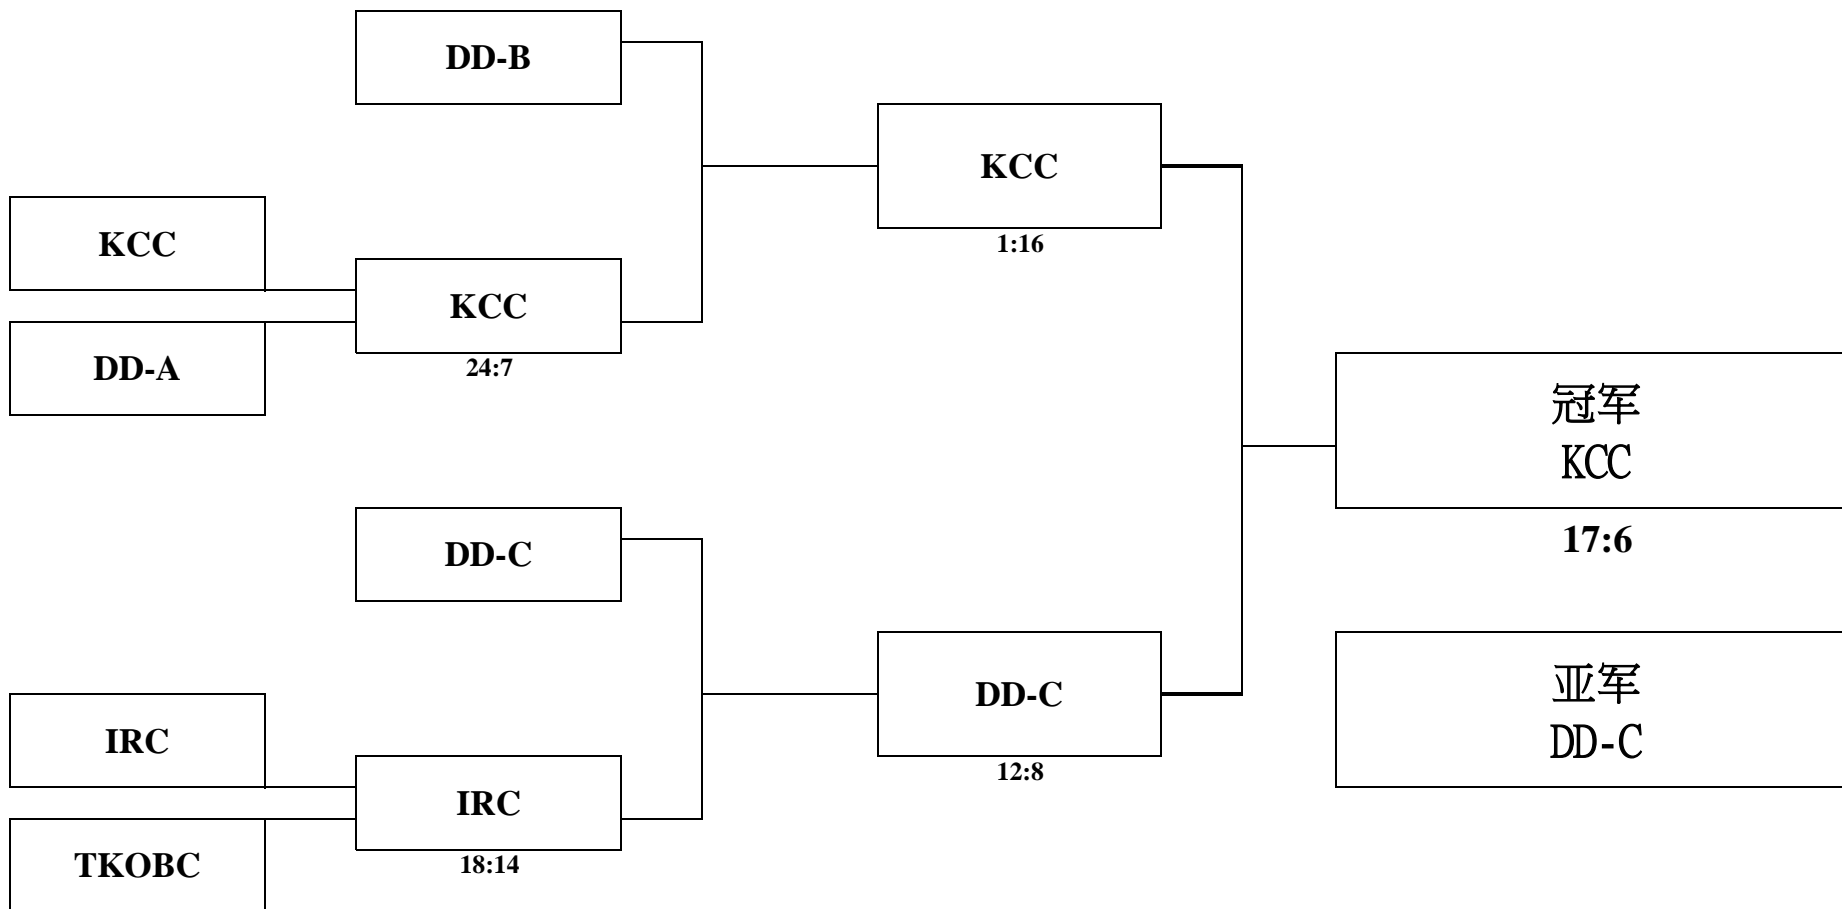 DD-B
KCC
KCC
1:16
KCC
24:7
DD-A
冠军
KCC
17:6
DD-C
DD-C
12:8
亚军
DD-C
IRC
IRC
18:14
TKOBC